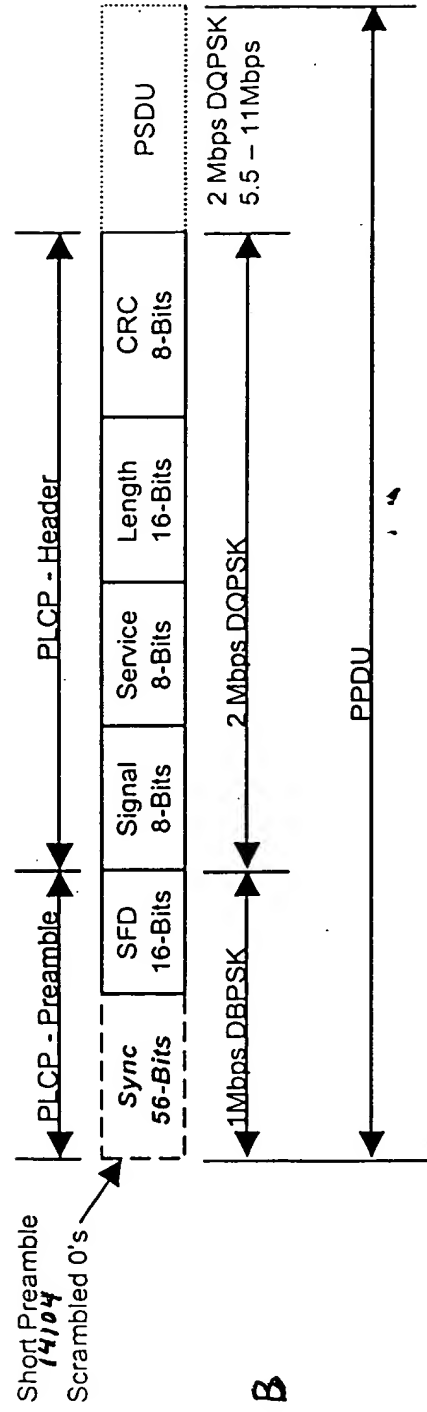 Short Preamble
14104
Scrambled 0's
PLCP - Preamble
PLCP - Header
Sync
56-Bits
SFD
16-Bits
Signal
8-Bits
Service
8-Bits
Length
16-Bits
CRC
8-Bits
PSDU
1Mbps DBPSK
2 Mbps DQPSK
2 Mbps DQPSK
5.5 – 11Mbps
PPDU
B